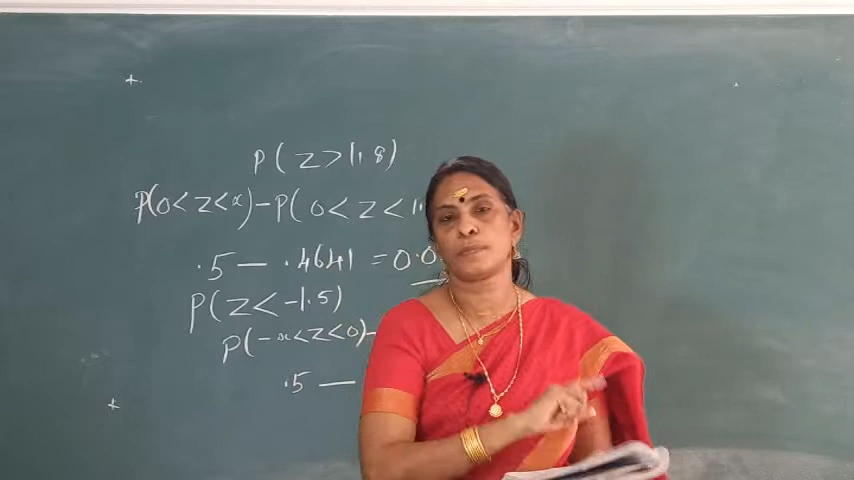 P(Z>1.8)
P(0<Z<∝)-P(0<Z<1.
.5 — .4641 = 0.0
P(Z<-1.5)
P(-∝<Z<0)-
.5 —